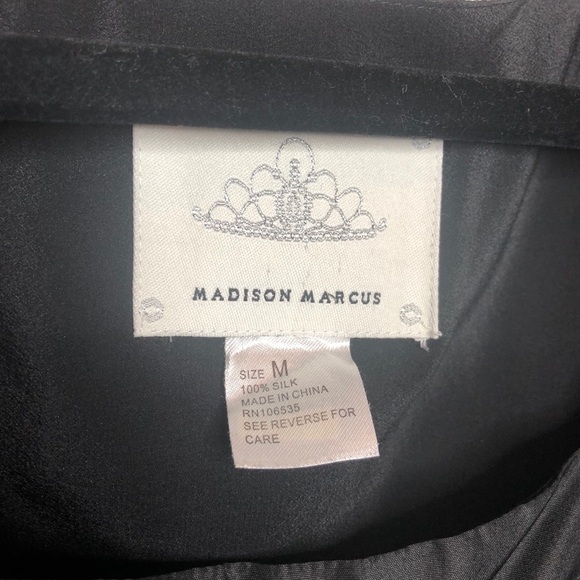 MADISON MARCUS
SIZE M
100% SILK
MADE IN CHINA
RN106535
SEE REVERSE FOR
CARE